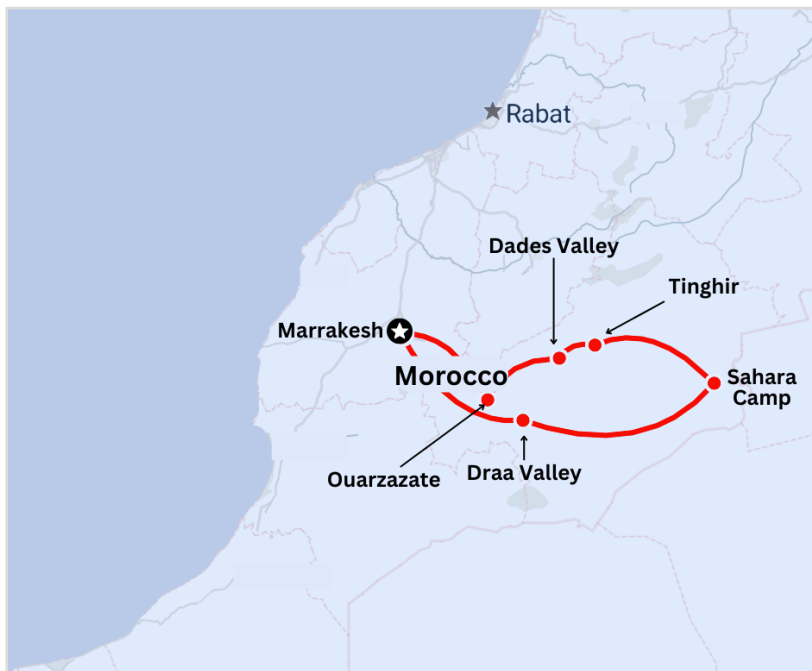 Rabat
Dades Valley
Tinghir
Marrakesh
Morocco
Sahara
Camp
Ouarzazate
Draa Valley